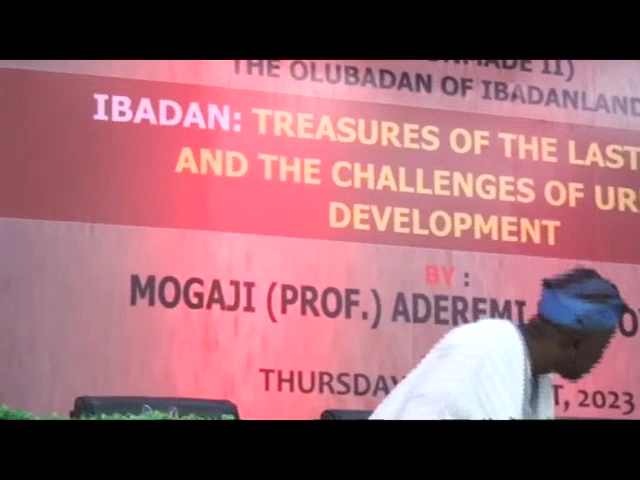 THE OLUBADAN OF IBADANLAND
IBADAN: TREASURES OF THE LAST
AND THE CHALLENGES OF
DEVELOPMENT
BY :
MOGAJI (PROF.) ADEREMI
THURSDAY
2023